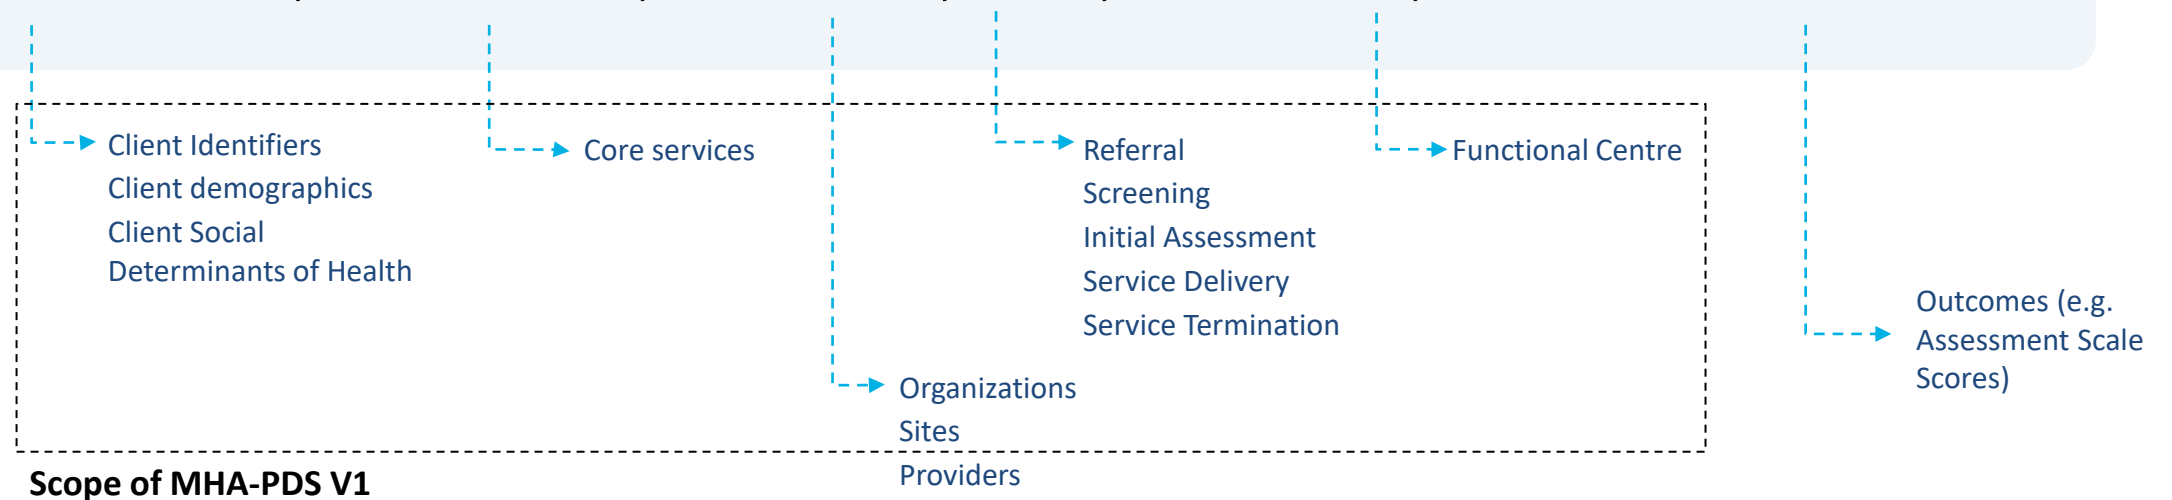 Client Identifiers
Client demographics
Client Social
Determinants of Health
Core services
Organizations
Sites
Providers
Referral
Screening
Initial Assessment
Service Delivery
Service Termination
Functional Centre
Outcomes (e.g.
Assessment Scale
Scores)
Scope of MHA-PDS V1